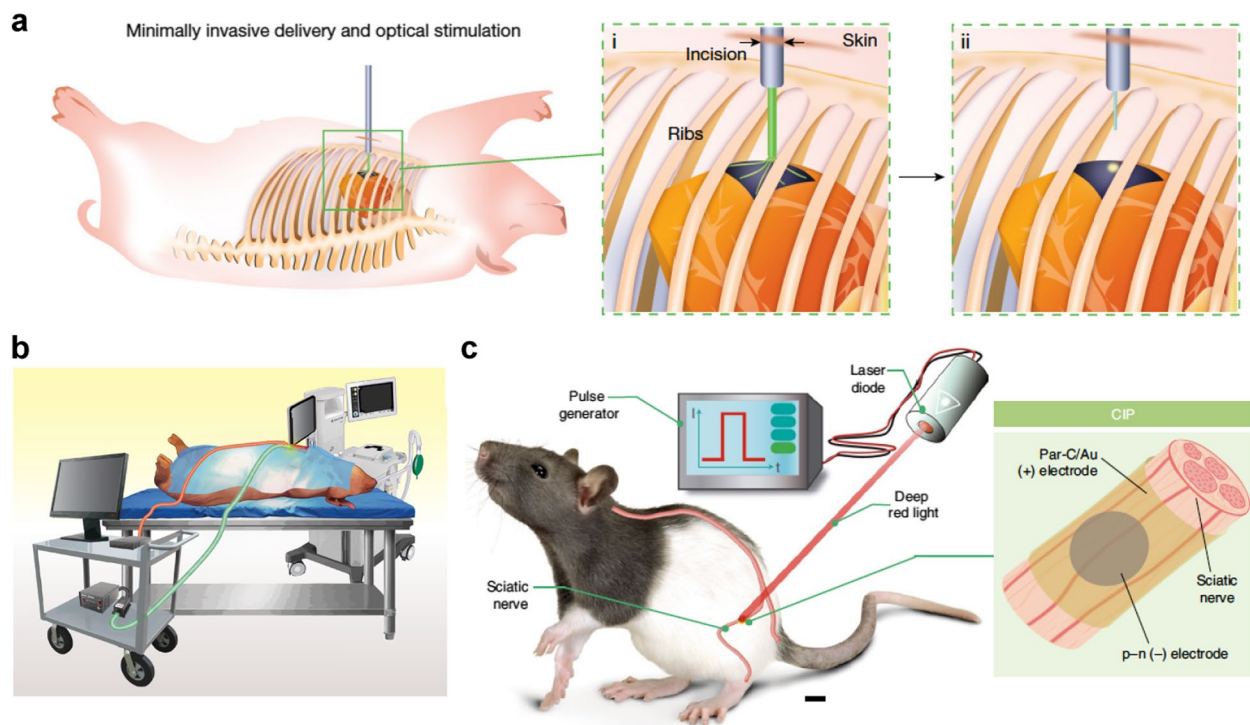 a
Minimally invasive delivery and optical stimulation
i
Incision
Skin
Ribs
ii
b
c
Pulse
generator
I
t
Laser
diode
Deep
red light
Sciatic
nerve
CIP
Par-C/Au
(+) electrode
Sciatic
nerve
p–n (–) electrode